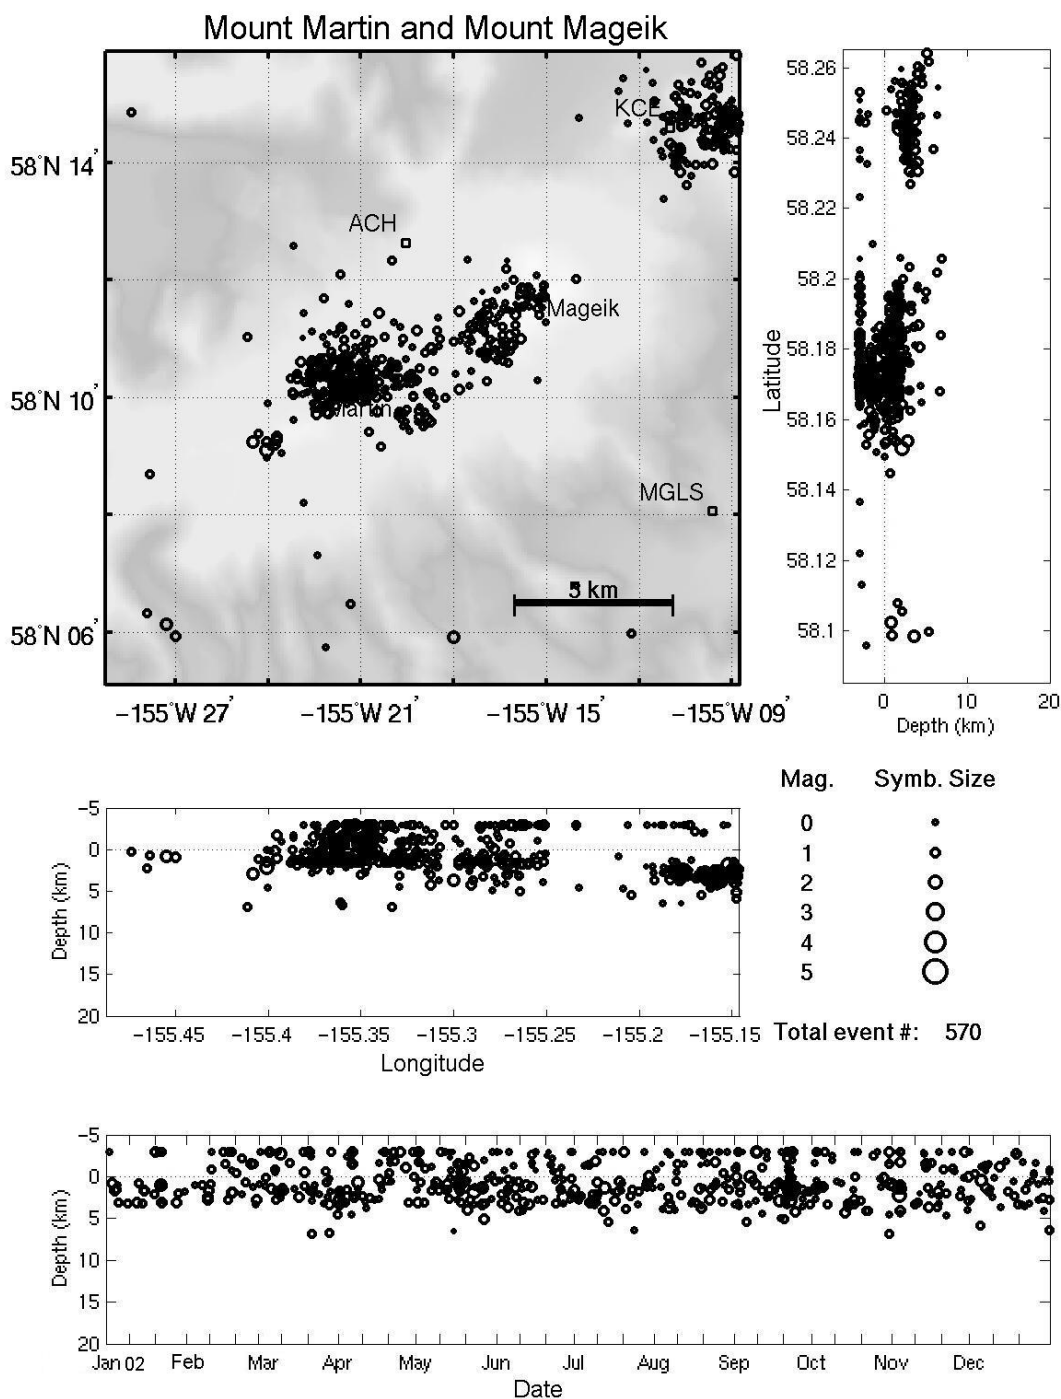 Mount Martin and Mount Mageik
58°N 14'
58°N 10'
58°N 06'
KCE
ACH
Mageik
Martin
MGLS
5 km
-155°W 27'
-155°W 21'
-155°W 15'
-155°W 09'
58.26
58.24
58.22
58.2
58.18
58.16
58.14
58.12
58.1
Latitude
0 10 20
Depth (km)
-5
0
5
10
15
20
Depth (km)
-155.45 -155.4 -155.35 -155.3 -155.25 -155.2 -155.15
Longitude
Mag. Symb. Size
0
1
2
3
4
5
Total event #: 570
-5
0
5
10
15
20
Depth (km)
Jan 02 Feb Mar Apr May Jun Jul Aug Sep Oct Nov Dec
Date